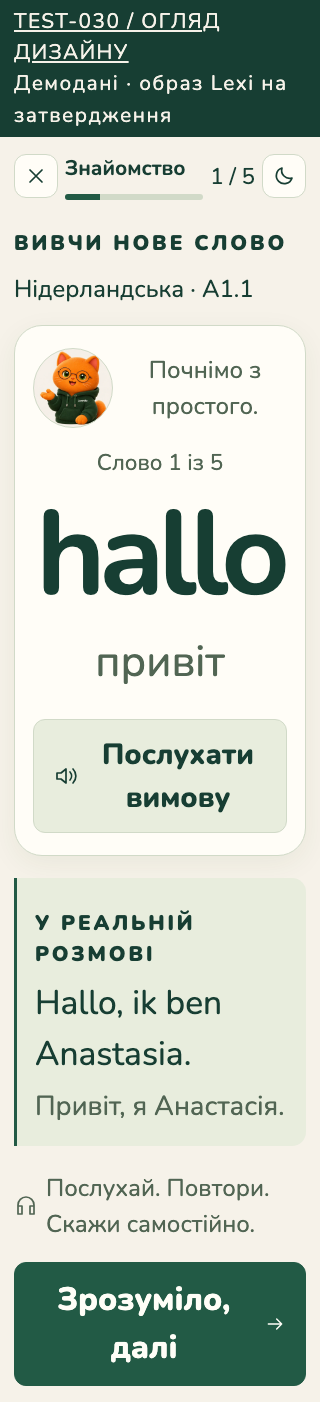 TEST-030 / ОГЛЯД
ДИЗАЙНУ
Демодані · образ Lexi на
затвердження
Знайомство
1 / 5
ВИВЧИ НОВЕ СЛОВО
Нідерландська · A1.1
Почнімо з
простого.
Слово 1 із 5
hallo
привіт
Послухати
вимову
У РЕАЛЬНІЙ
РОЗМОВІ
Hallo, ik ben
Anastasia.
Привіт, я Анастасія.
Послухай. Повтори.
Скажи самостійно.
Зрозуміло,
далі